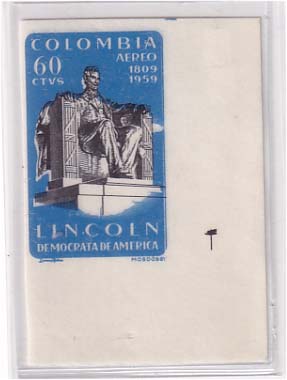 COLOMBIA
60 AEREO
CTVS 1809
1959
LINCOLN
DEMOCRATA DE AMERICA